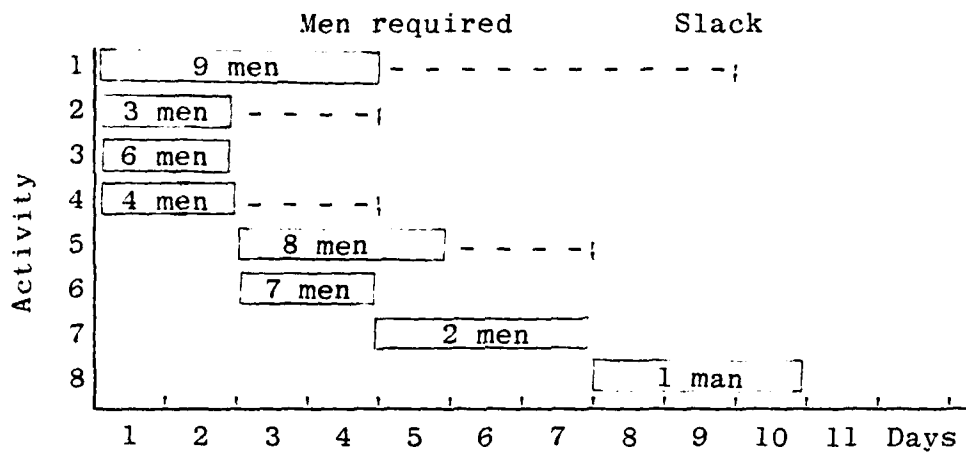 Men required Slack
1 9 men
2 3 men
3 6 men
4 4 men
5 8 men
6 7 men
7 2 men
8 1 man
Activity
1 2 3 4 5 6 7 8 9 10 11 Days